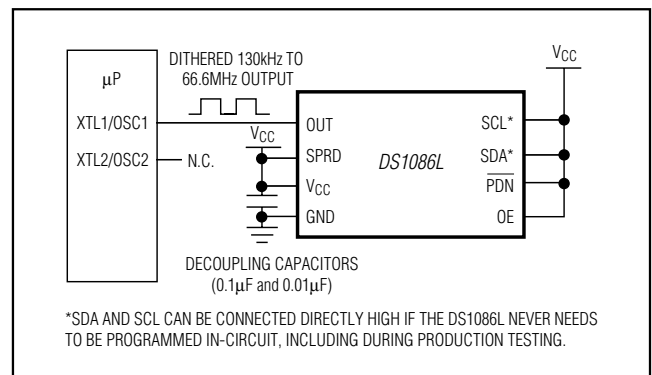 DITHERED 130kHz TO
66.6MHz OUTPUT
VCC
μP
XTL1/OSC1
XTL2/OSC2
N.C.
VCC
OUT
SPRD
VCC
GND
DS1086L
SCL*
SDA*
PDN
OE
DECOUPLING CAPACITORS
(0.1μF and 0.01μF)
*SDA AND SCL CAN BE CONNECTED DIRECTLY HIGH IF THE DS1086L NEVER NEEDS
TO BE PROGRAMMED IN-CIRCUIT, INCLUDING DURING PRODUCTION TESTING.